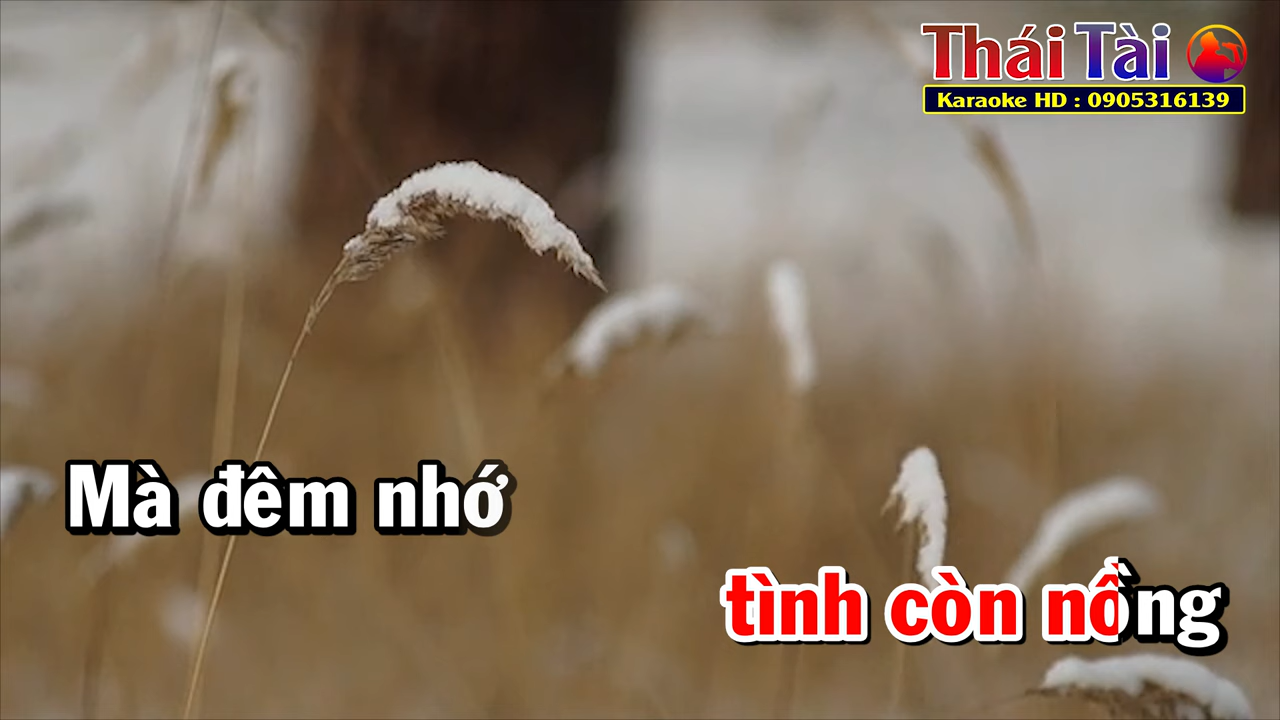 Thái Tài
Karaoke HD : 0905316139
Mà đêm nhớ
tình còn nồng